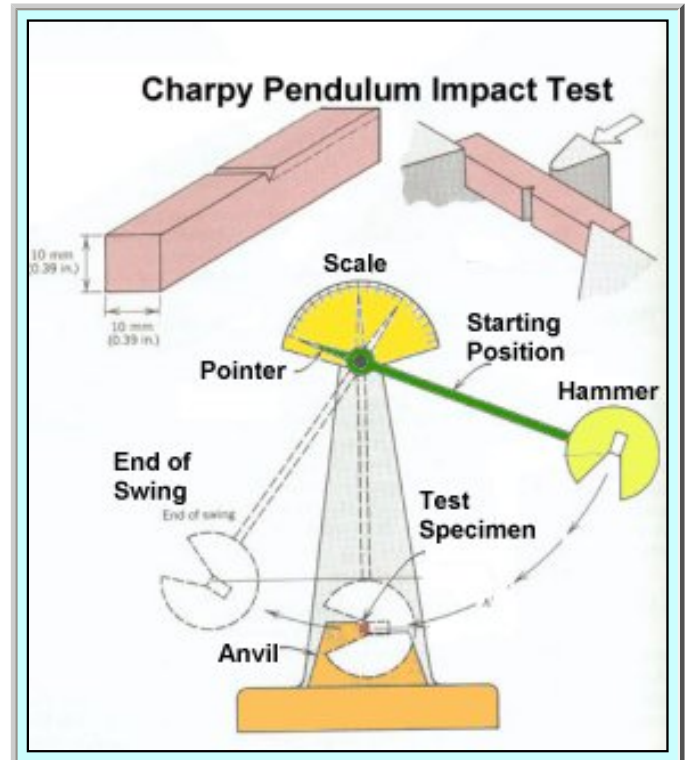 Charpy Pendulum Impact Test
10 mm
(0.39 in.)
10 mm
(0.39 in.)
Scale
Starting
Position
Pointer
Hammer
End of
Swing
End of swing
Test
Specimen
Anvil